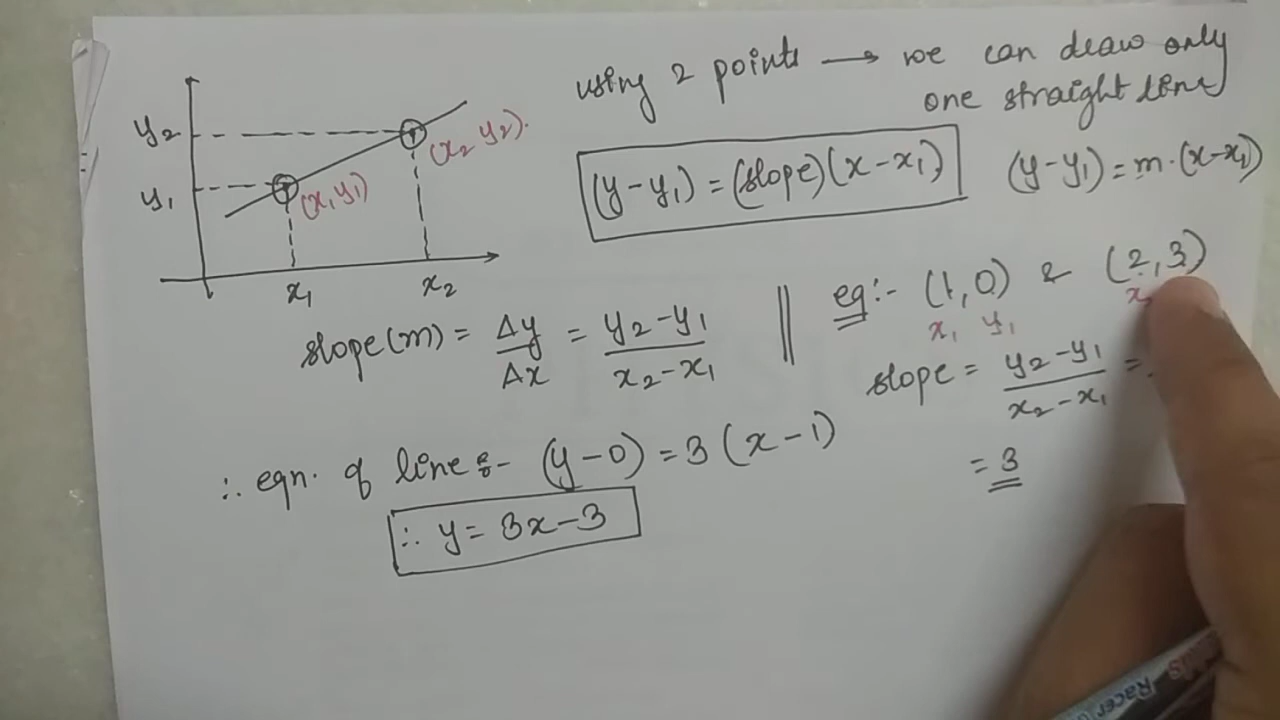 using 2 points → we can draw only
one straight line
y2
(x2 y2).
y1
(x1 y1)
x1
x2
(y-y1) = (slope)(x-x1)
(y-y1) = m·(x-x1)
slope(m) = Δy/Δx = y2-y1/x2-x1
eg:- (1,0) & (2,3)
x1 y1
slope = y2-y1/x2-x1 =
= 3
∴ eqn. of line :- (y-0) = 3(x-1)
∴ y = 3x-3
Racer